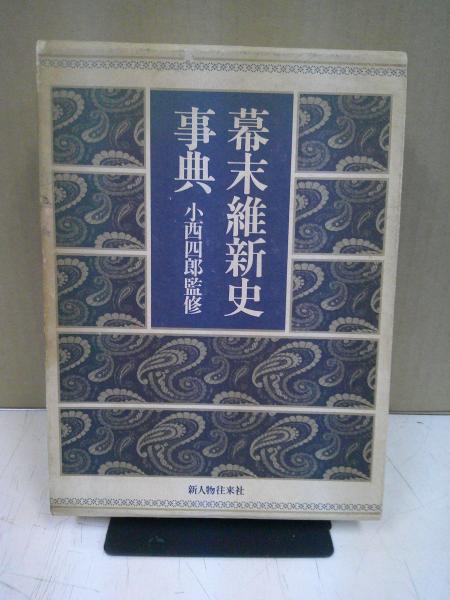 幕末維新史
事典
小西四郎監修
新人物往来社